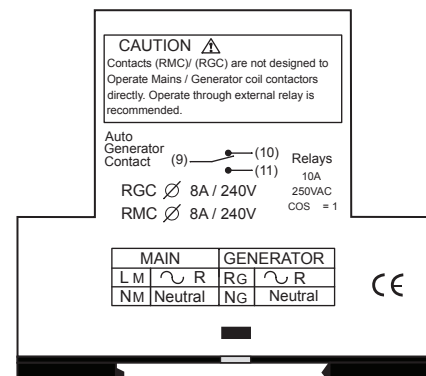 CAUTION ⚠
Contacts (RMC)/ (RGC) are not designed to
Operate Mains / Generator coil contactors
directly. Operate through external relay is
recommended.
Auto
Generator
Contact (9) (10) (11)
Relays
10A
250VAC
COS = 1
RGC ∅ 8A / 240V
RMC ∅ 8A / 240V
MAIN GENERATOR
LM ∿ R RG ∿ R
NM Neutral NG Neutral
CE